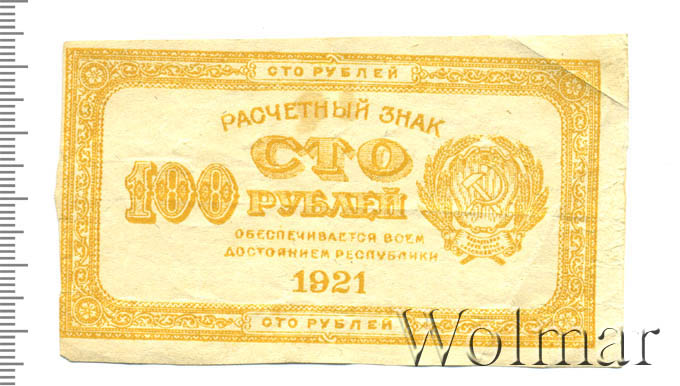 СТО РУБЛЕЙ
РАСЧЕТНЫЙ ЗНАК
СТО
100 РУБЛЕЙ
ОБЕСПЕЧИВАЕТСЯ ВСЕМ
ДОСТОЯНИЕМ РЕСПУБЛИКИ
1921
СТО РУБЛЕЙ
Wolmar